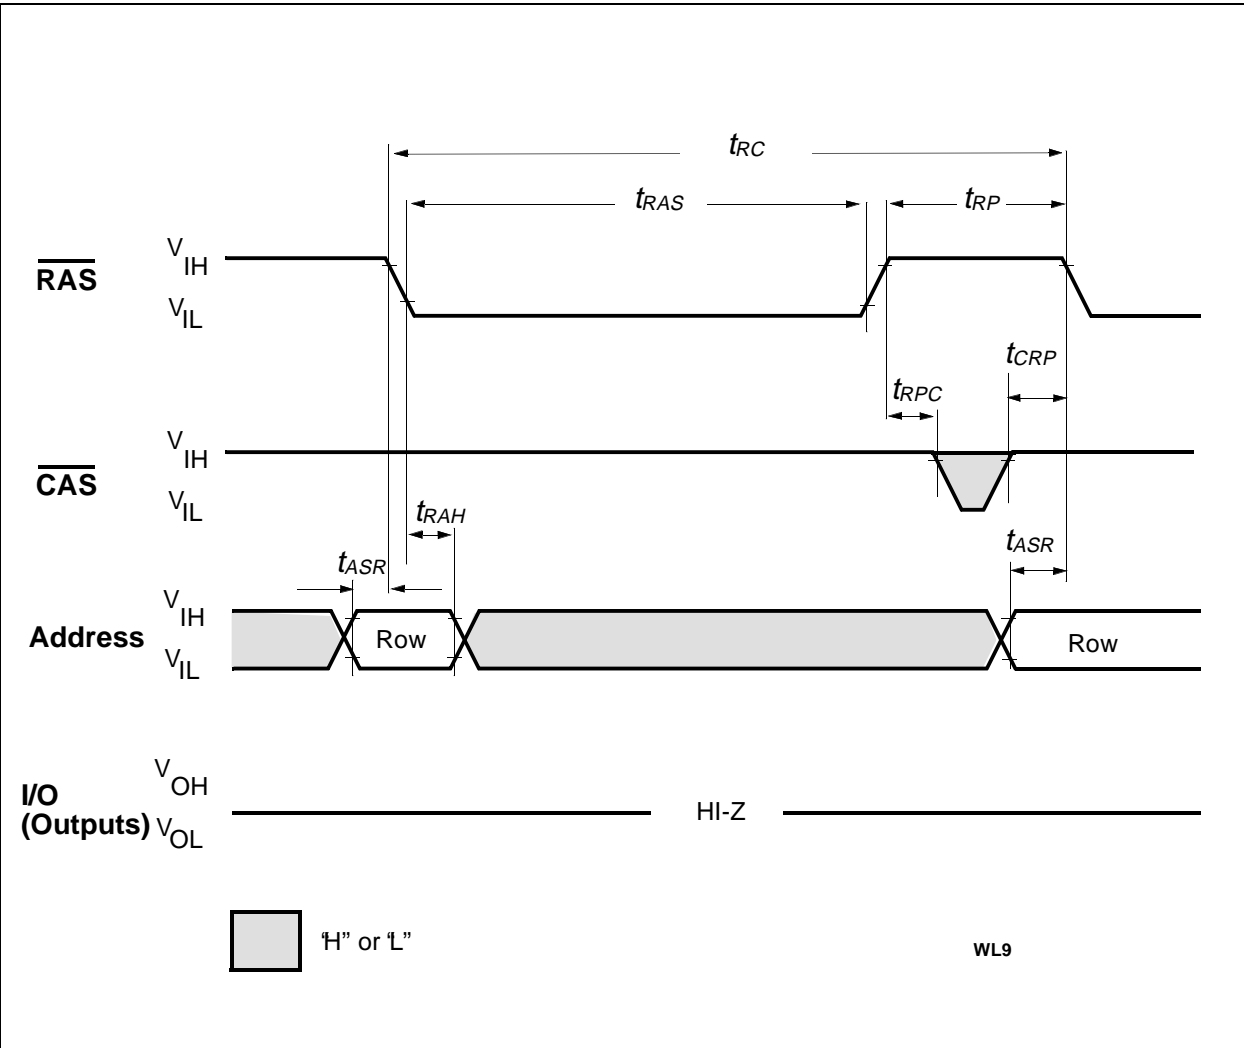 tRC
tRAS
tRP
RAS
VIH
VIL
tCRP
tRPC
CAS
VIH
VIL
tRAH
tASR
tASR
Address
VIH
VIL
Row
Row
I/O
(Outputs)
VOH
VOL
HI-Z
“H” or “L”
WL9